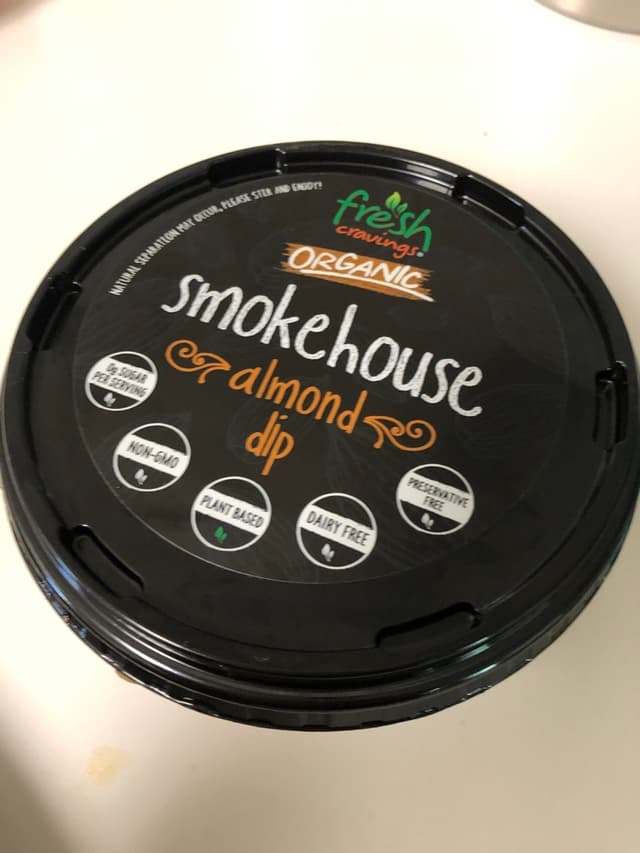 NATURAL SEPARATION MAY OCCUR, PLEASE STIR AND ENJOY!
fresh
cravings®
ORGANIC
smokehouse
almond
dip
0g SUGAR
PER SERVING
NON-GMO
PLANT BASED
DAIRY FREE
PRESERVATIVE
FREE